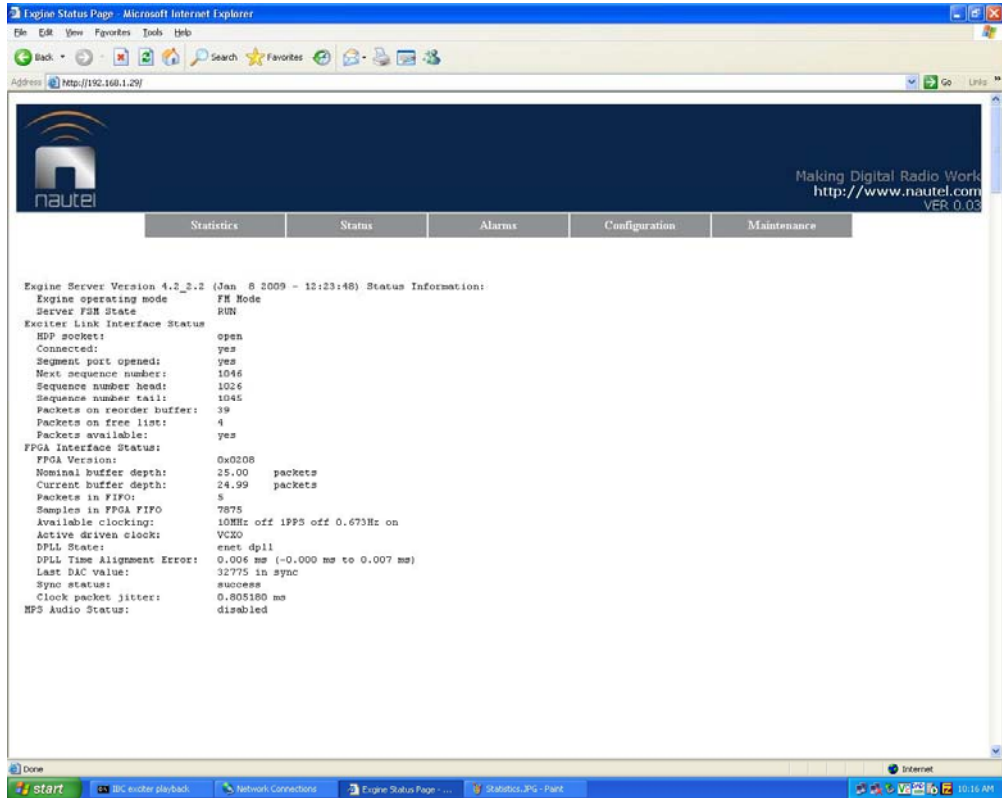 Exgine Status Page - Microsoft Internet Explorer
File Edit View Favorites Tools Help
Back Search Favorites
Address http://192.168.1.29/ Go Links
nautel
Making Digital Radio Work
http://www.nautel.com
VER 0.03
Statistics Status Alarms Configuration Maintenance
Exgine Server Version 4.2_2.2 (Jan 8 2009 - 12:23:48) Status Information:
Exgine operating mode FM Mode
Server FSM State RUN
Exciter Link Interface Status
HDP socket: open
Connected: yes
Segment port opened: yes
Next sequence number: 1046
Sequence number head: 1026
Sequence number tail: 1045
Packets on reorder buffer: 39
Packets on free list: 4
Packets available: yes
FPGA Interface Status:
FPGA Version: 0x0208
Nominal buffer depth: 25.00 packets
Current buffer depth: 24.99 packets
Packets in FIFO: 5
Samples in FPGA FIFO 7875
Available clocking: 10MHz off 1PPS off 0.673Hz on
Active driven clock: VCXO
DPLL State: enet dpll
DPLL Time Alignment Error: 0.006 ms (-0.000 ms to 0.007 ms)
Last DAC value: 32775 in sync
Sync status: success
Clock packet jitter: 0.805180 ms
MPS Audio Status: disabled
Done Internet
start IBC exciter playback Network Connections Exgine Status Page - ... Statistics.JPG - Paint 10:16 AM